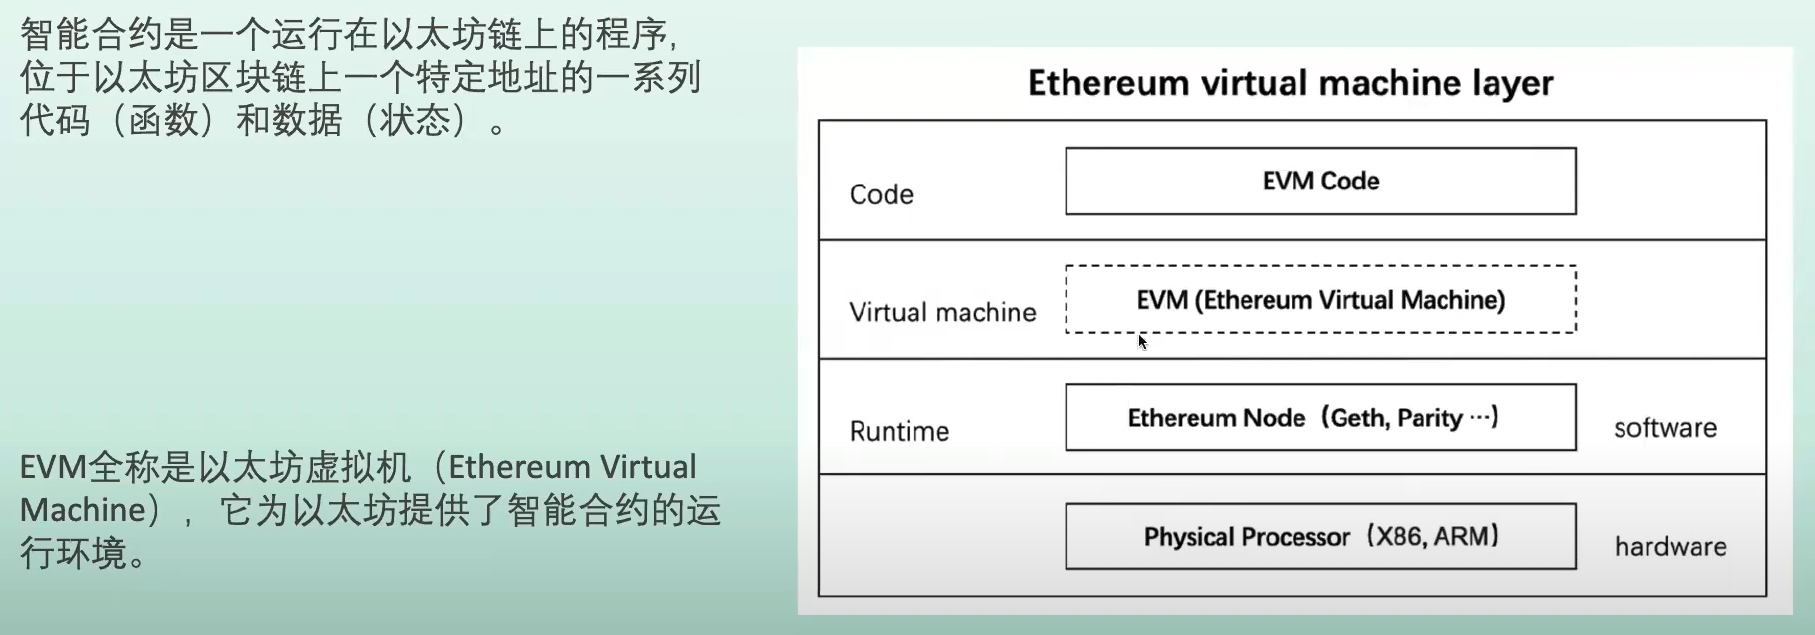 智能合约是一个运行在以太坊链上的程序，
位于以太坊区块链上一个特定地址的一系列
代码（函数）和数据（状态）。
EVM全称是以太坊虚拟机（Ethereum Virtual
Machine），它为以太坊提供了智能合约的运
行环境。
Ethereum virtual machine layer
Code
EVM Code
Virtual machine
EVM (Ethereum Virtual Machine)
Runtime
Ethereum Node（Geth, Parity ···）
software
Physical Processor（X86, ARM）
hardware